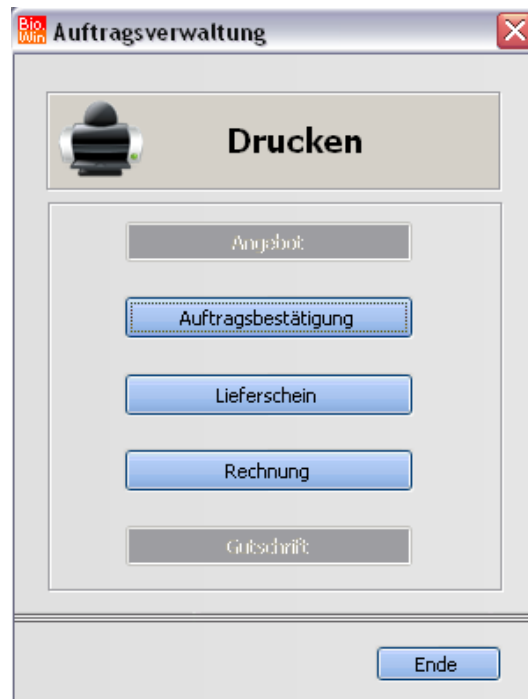 Bio.
Win
Auftragsverwaltung
Drucken
Angebot
Auftragsbestätigung
Lieferschein
Rechnung
Gutschrift
Ende